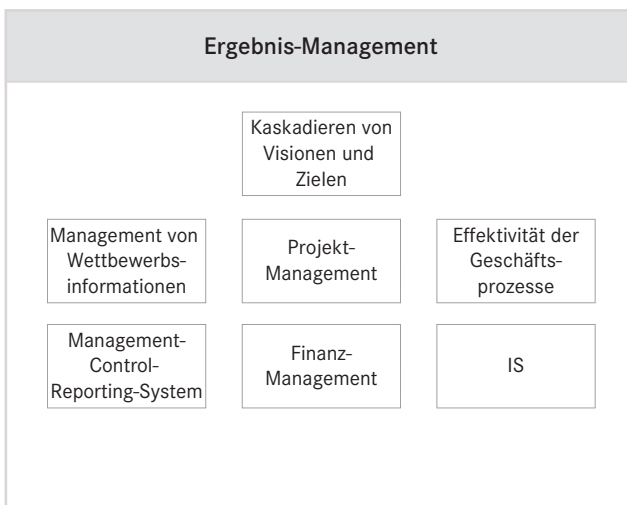 Ergebnis-Management
Kaskadieren von
Visionen und
Zielen
Management von
Wettbewerbs-
informationen
Projekt-
Management
Effektivität der
Geschäfts-
prozesse
Management-
Control-
Reporting-System
Finanz-
Management
IS